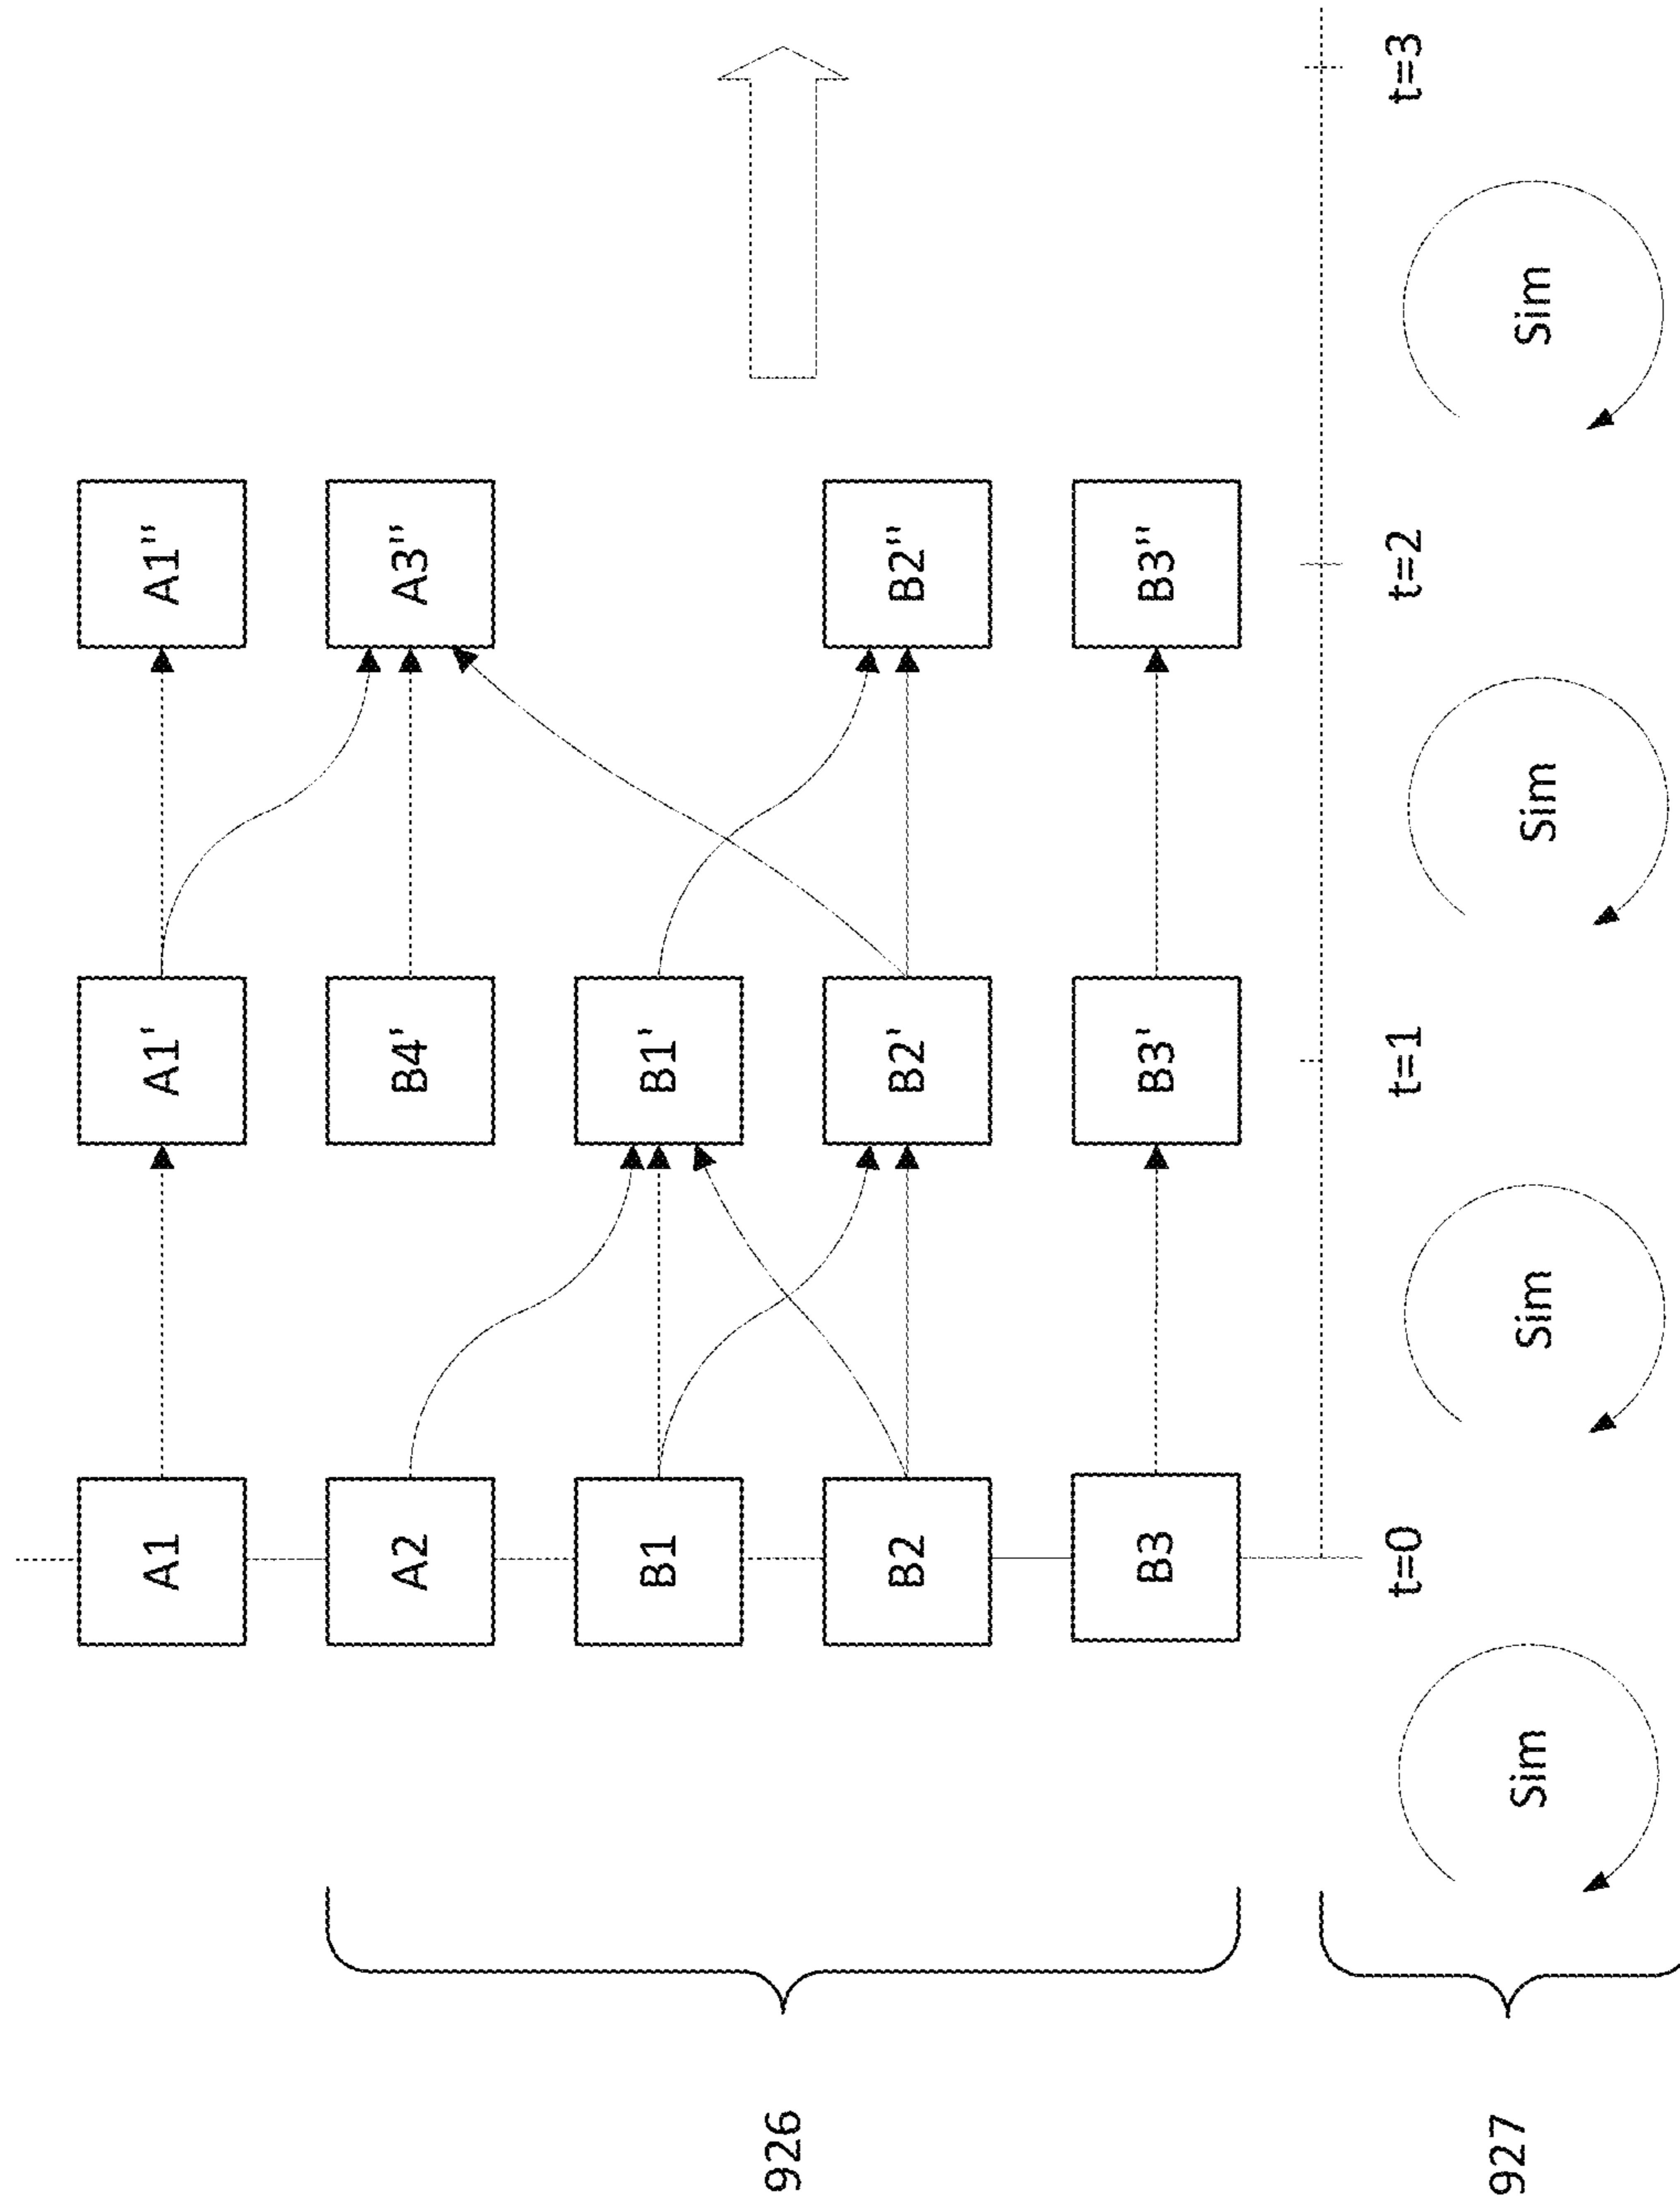 A1
A1'
A1''
A2
B4'
A3''
B1
B1'
B2
B2'
B2''
B3
B3'
B3''
t=0
t=1
t=2
t=3
Sim
Sim
Sim
Sim
926
927